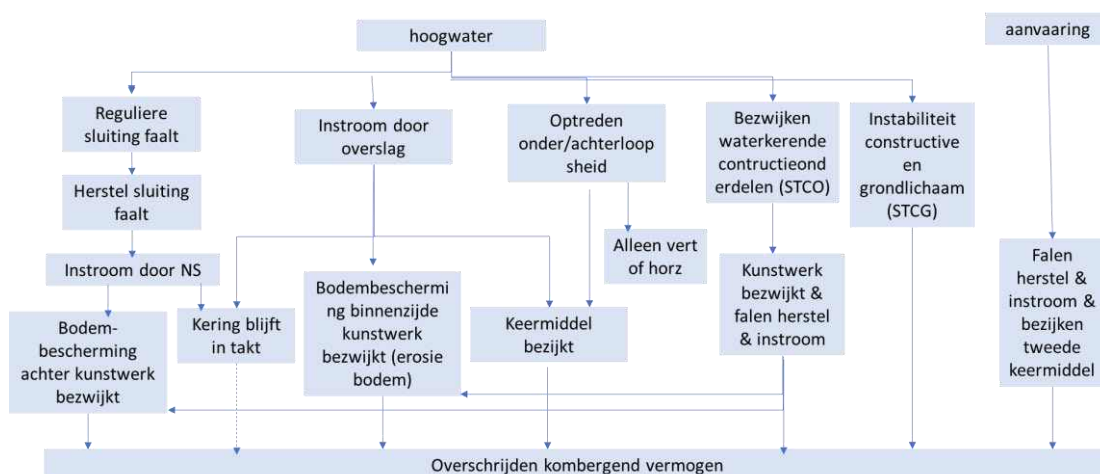 hoogwater
aanvaaring
Reguliere
sluiting faalt
Instroom door
overslag
Optreden
onder/achterloop
sheid
Bezwijken
waterkerende
contructieond
erdelen (STCO)
Instabiliteit
constructive
en
grondlichaam
(STCG)
Herstel sluiting
faalt
Instroom door NS
Alleen vert
of horz
Bodem-
bescherming
achter kunstwerk
bezwijkt
Kering blijft
in takt
Bodembeschermi
ng binnenzijde
kunstwerk
bezwijkt (erosie
bodem)
Keermiddel
bezijkt
Kunstwerk
bezwijkt &
falen herstel
& instroom
Falen
herstel &
instroom &
bezijken
tweede
keermiddel
Overschrijden kombergend vermogen